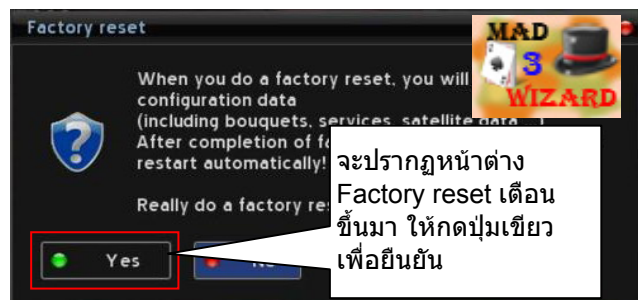 Factory reset
MAD
3
WIZARD
When you do a factory reset, you will
configuration data
(including bouquets, services, satellite data
After completion of
restart automatically!
Really do a factory
Yes
No
จะปรากฏหน้าต่าง
Factory reset เตือน
ขึ้นมา ให้กดปุ่มเขียว
เพื่อยืนยัน